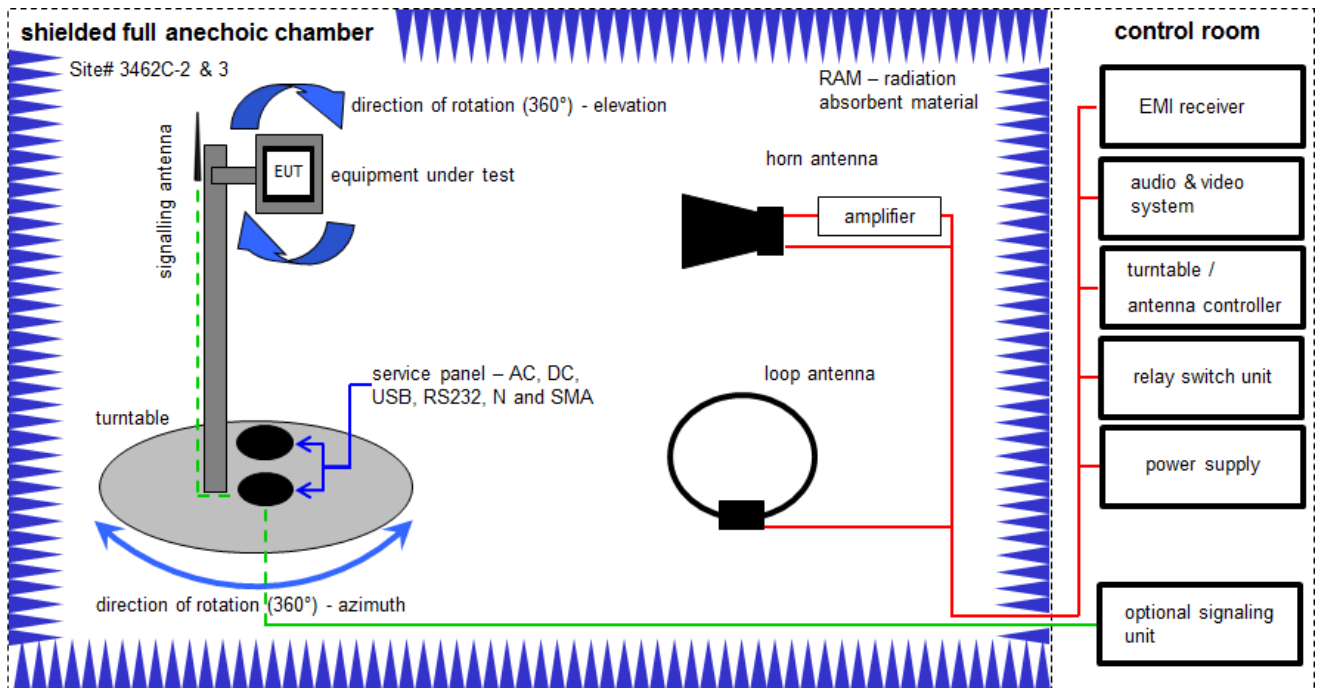 shielded full anechoic chamber
control room
Site# 3462C-2 & 3
RAM – radiation
absorbent material
direction of rotation (360°) - elevation
signalling antenna
EUT
equipment under test
horn antenna
amplifier
service panel – AC, DC,
USB, RS232, N and SMA
loop antenna
turntable
direction of rotation (360°) - azimuth
EMI receiver
audio & video
system
turntable /
antenna controller
relay switch unit
power supply
optional signaling
unit